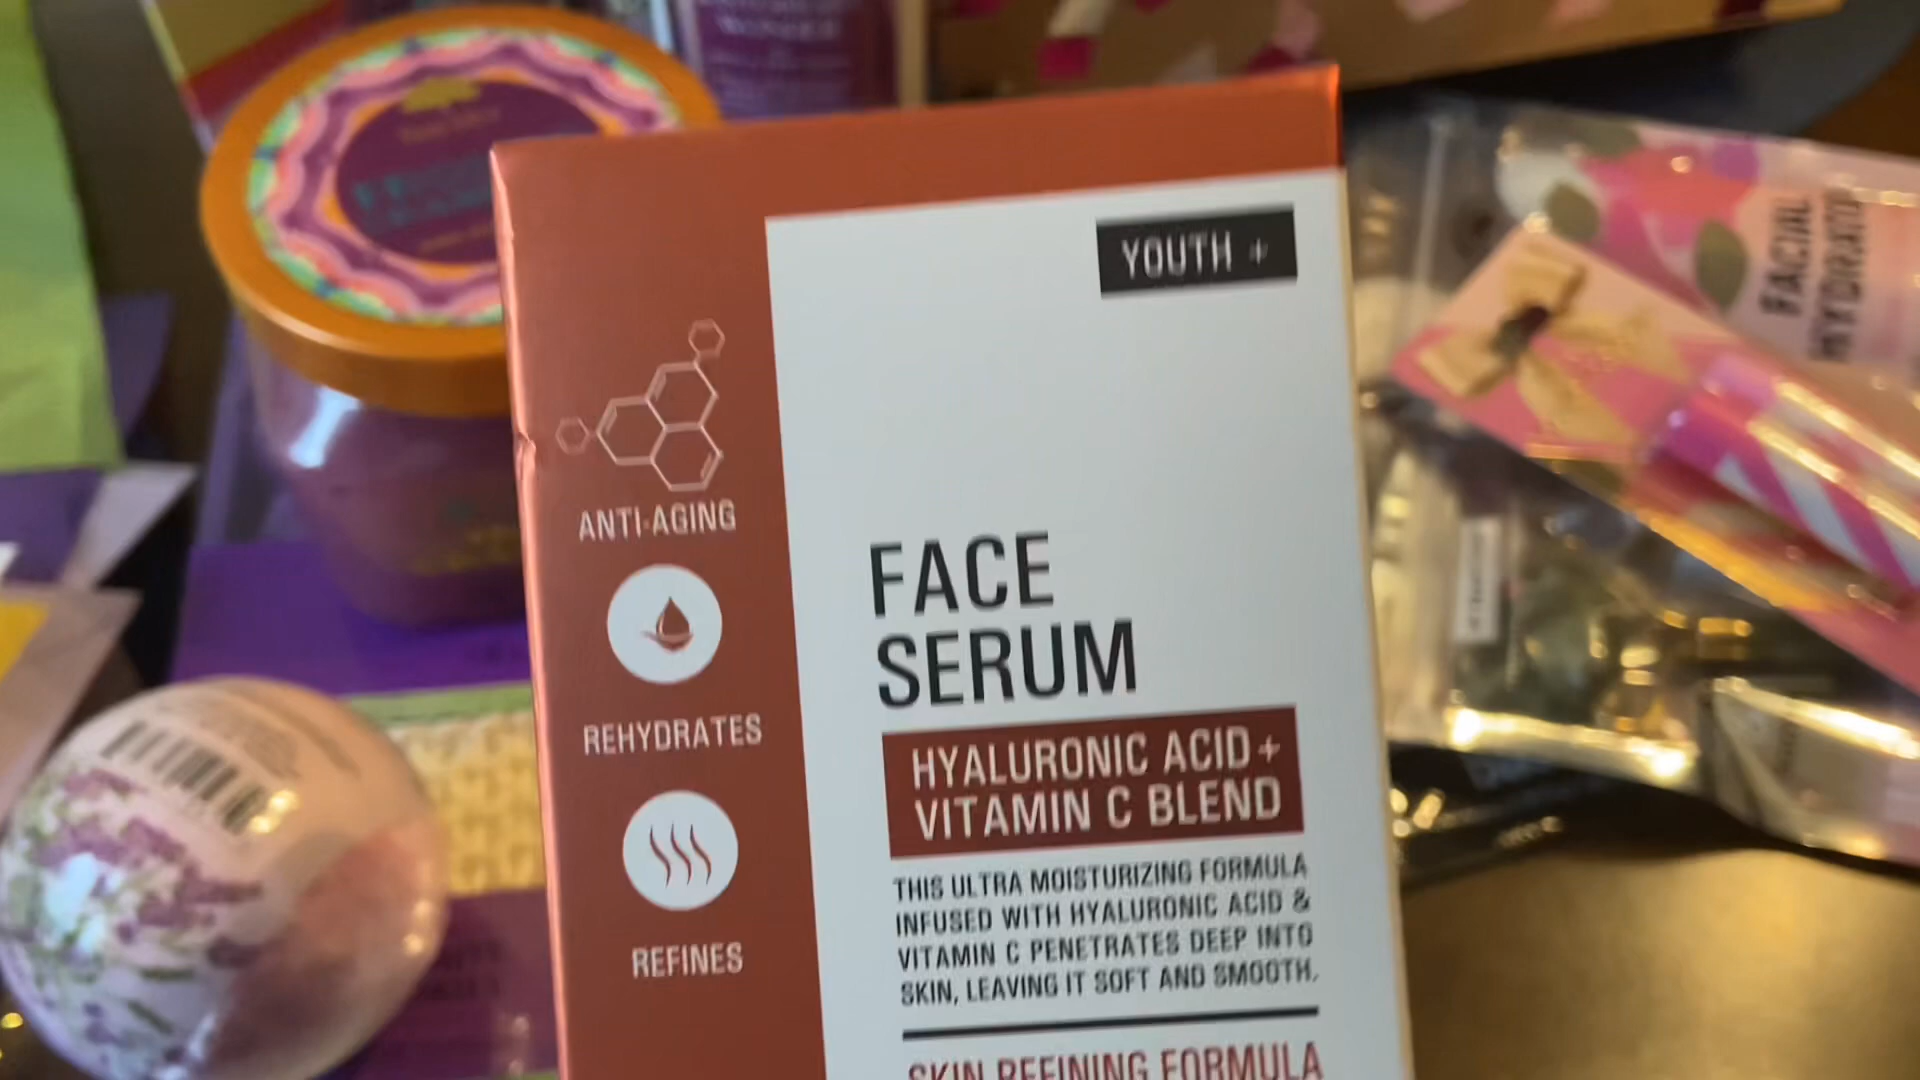 YOUTH +
ANTI-AGING
REHYDRATES
REFINES
FACE
SERUM
HYALURONIC ACID +
VITAMIN C BLEND
THIS ULTRA MOISTURIZING FORMULA
INFUSED WITH HYALURONIC ACID &
VITAMIN C PENETRATES DEEP INTO
SKIN, LEAVING IT SOFT AND SMOOTH.
SKIN REFINING FORMULA
FACIAL